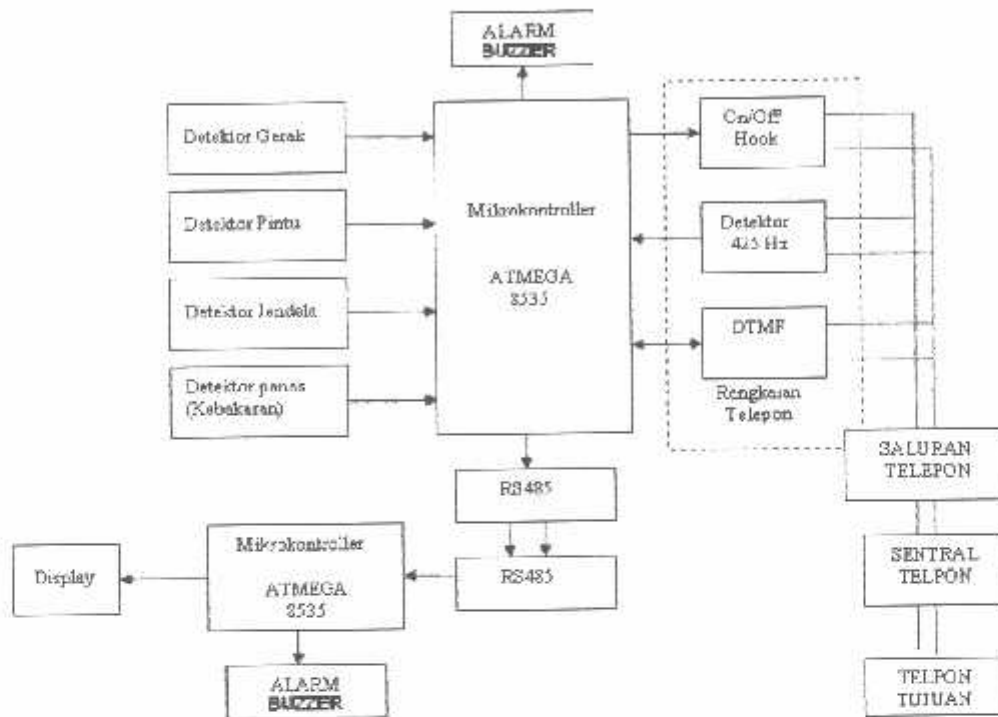 ALARM
BUZZER
Detektor Gerak
Detektor Pintu
Detektor Jendela
Detektor panas
(Kebakaran)
Mikrokontroller
ATMEGA
8535
On/Off
Hook
Detektor
425 Hz
DTMF
Rengkaian
Telepon
SALURAN
TELEPON
SENTRAL
TELPON
TELPON
TUJUAN
RS485
RS485
Mikrokontroller
ATMEGA
8535
Display
ALARM
BUZZER